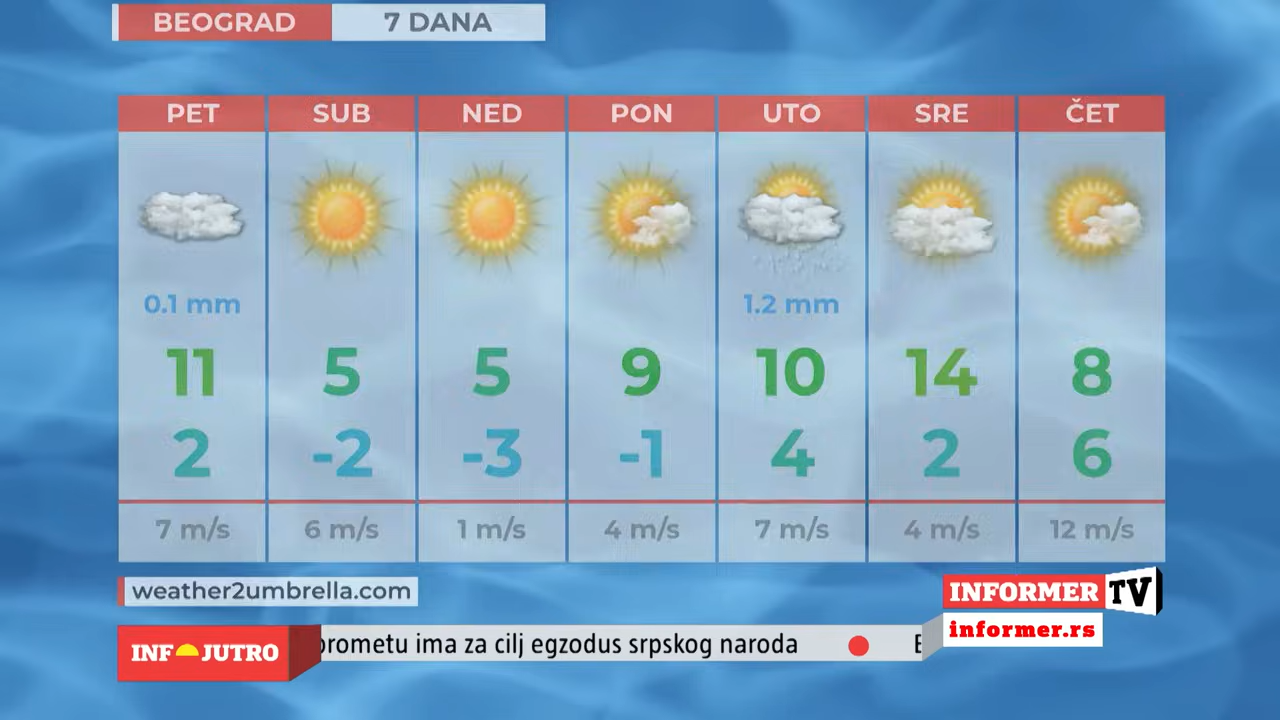 BEOGRAD 7 DANA
PET SUB NED PON UTO SRE ČET
0.1 mm 1.2 mm
11 5 5 9 10 14 8
2 -2 -3 -1 4 2 6
7 m/s 6 m/s 1 m/s 4 m/s 7 m/s 4 m/s 12 m/s
weather2umbrella.com
INFORMER TV
informer.rs
INF JUTRO
prometu ima za cilj egzodus srpskog naroda